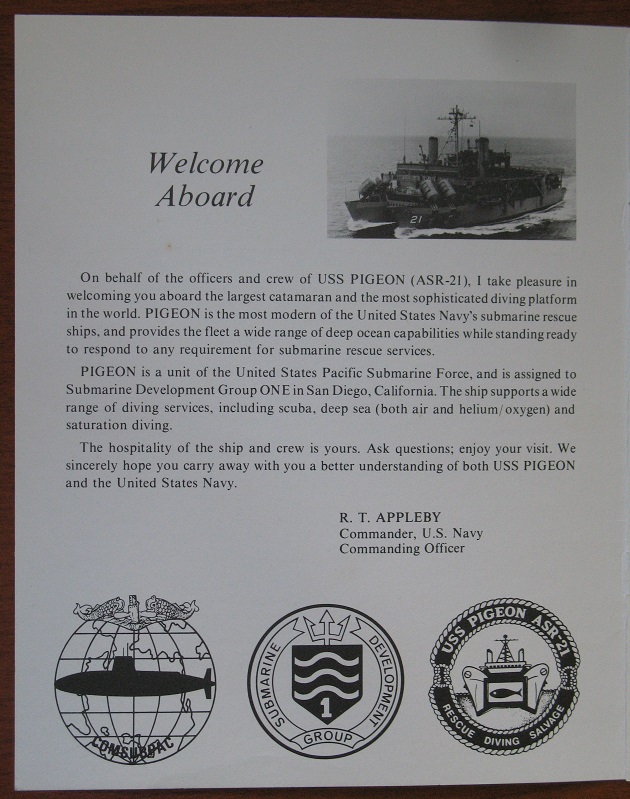 Welcome
Aboard
21
On behalf of the officers and crew of USS PIGEON (ASR-21), I take pleasure in
welcoming you aboard the largest catamaran and the most sophisticated diving platform
in the world. PIGEON is the most modern of the United States Navy's submarine rescue
ships, and provides the fleet a wide range of deep ocean capabilities while standing ready
to respond to any requirement for submarine rescue services.
PIGEON is a unit of the United States Pacific Submarine Force, and is assigned to
Submarine Development Group ONE in San Diego, California. The ship supports a wide
range of diving services, including scuba, deep sea (both air and helium/oxygen) and
saturation diving.
The hospitality of the ship and crew is yours. Ask questions; enjoy your visit. We
sincerely hope you carry away with you a better understanding of both USS PIGEON
and the United States Navy.
R. T. APPLEBY
Commander, U.S. Navy
Commanding Officer
COMSUBPAC
SUBMARINE DEVELOPMENT
1
GROUP
USS PIGEON ASR-21
RESCUE DIVING SALVAGE